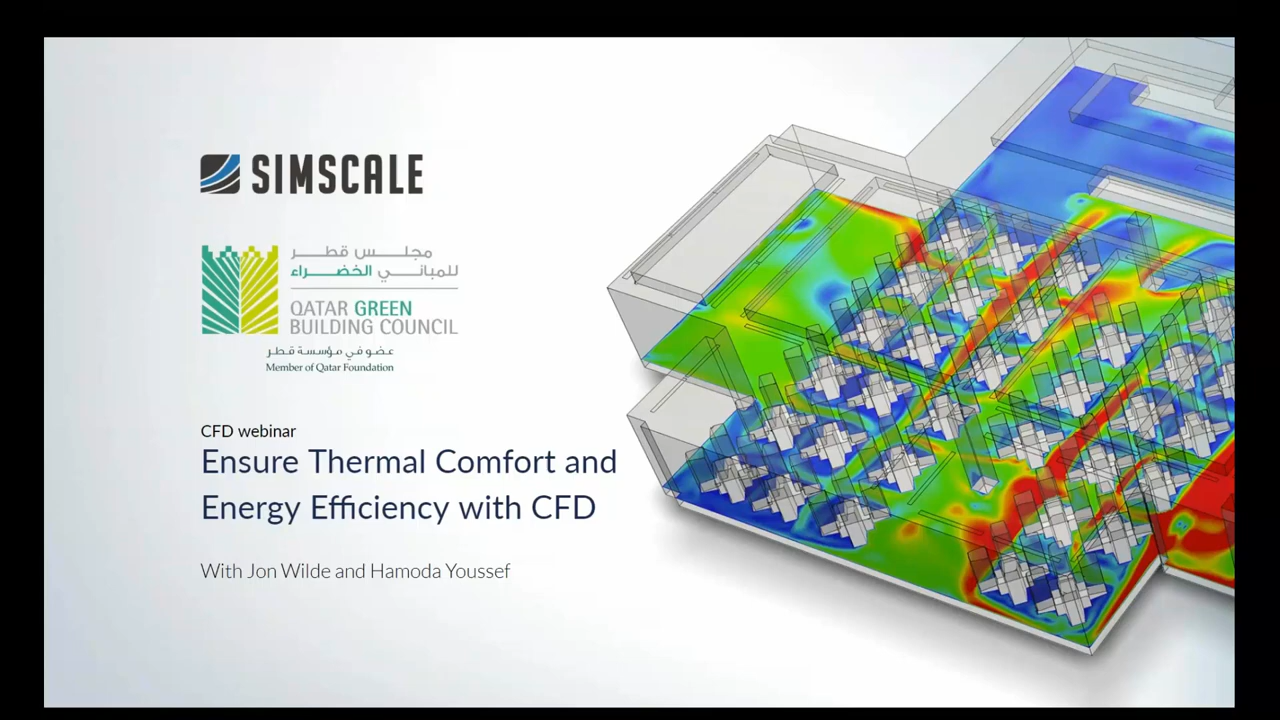 SIMSCALE
مجلس قطر
للمباني الخضراء
QATAR GREEN
BUILDING COUNCIL
عضو في مؤسسة قطر
Member of Qatar Foundation
CFD webinar
Ensure Thermal Comfort and
Energy Efficiency with CFD
With Jon Wilde and Hamoda Youssef